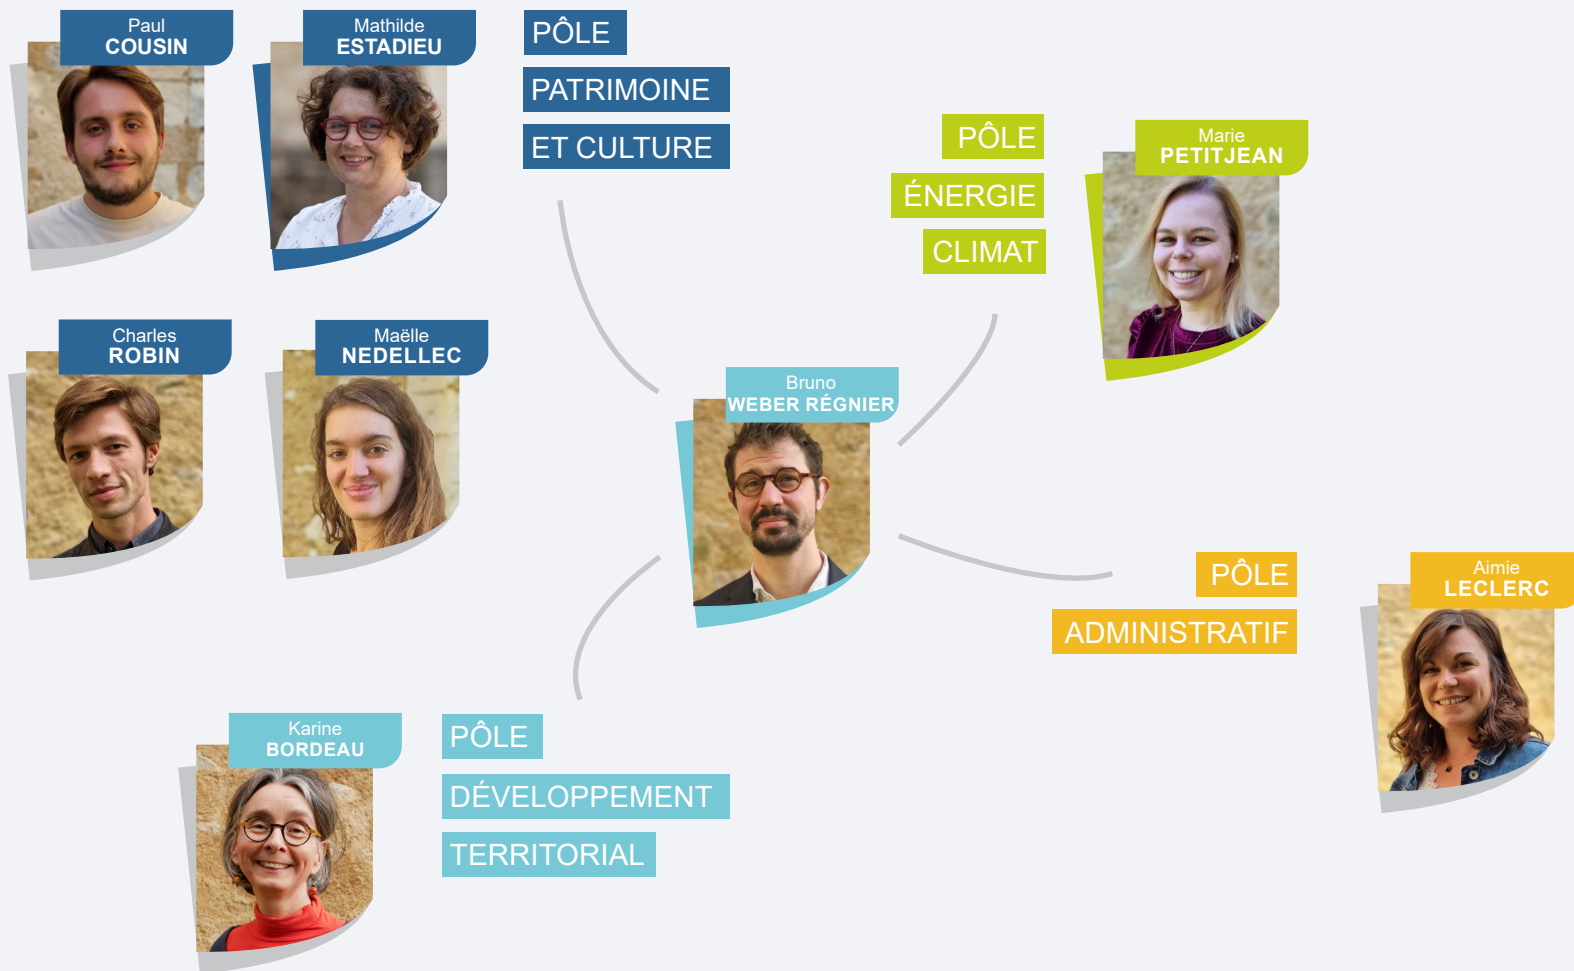 Paul
COUSIN
Mathilde
ESTADIEU
PÔLE
PATRIMOINE
ET CULTURE
PÔLE
ÉNERGIE
CLIMAT
Marie
PETITJEAN
Charles
ROBIN
Maëlle
NEDELLEC
Bruno
WEBER RÉGNIER
PÔLE
ADMINISTRATIF
Aimie
LECLERC
Karine
BORDEAU
PÔLE
DÉVELOPPEMENT
TERRITORIAL